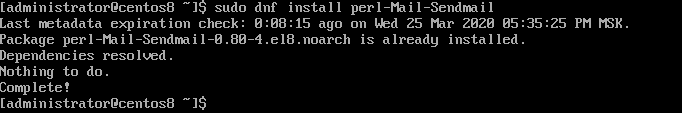 [administrator@centos8 ~]$ sudo dnf install perl-Mail-Sendmail
Last metadata expiration check: 0:08:15 ago on Wed 25 Mar 2020 05:35:25 PM MSK.
Package perl-Mail-Sendmail-0.80-4.el8.noarch is already installed.
Dependencies resolved.
Nothing to do.
Complete!
[administrator@centos8 ~]$